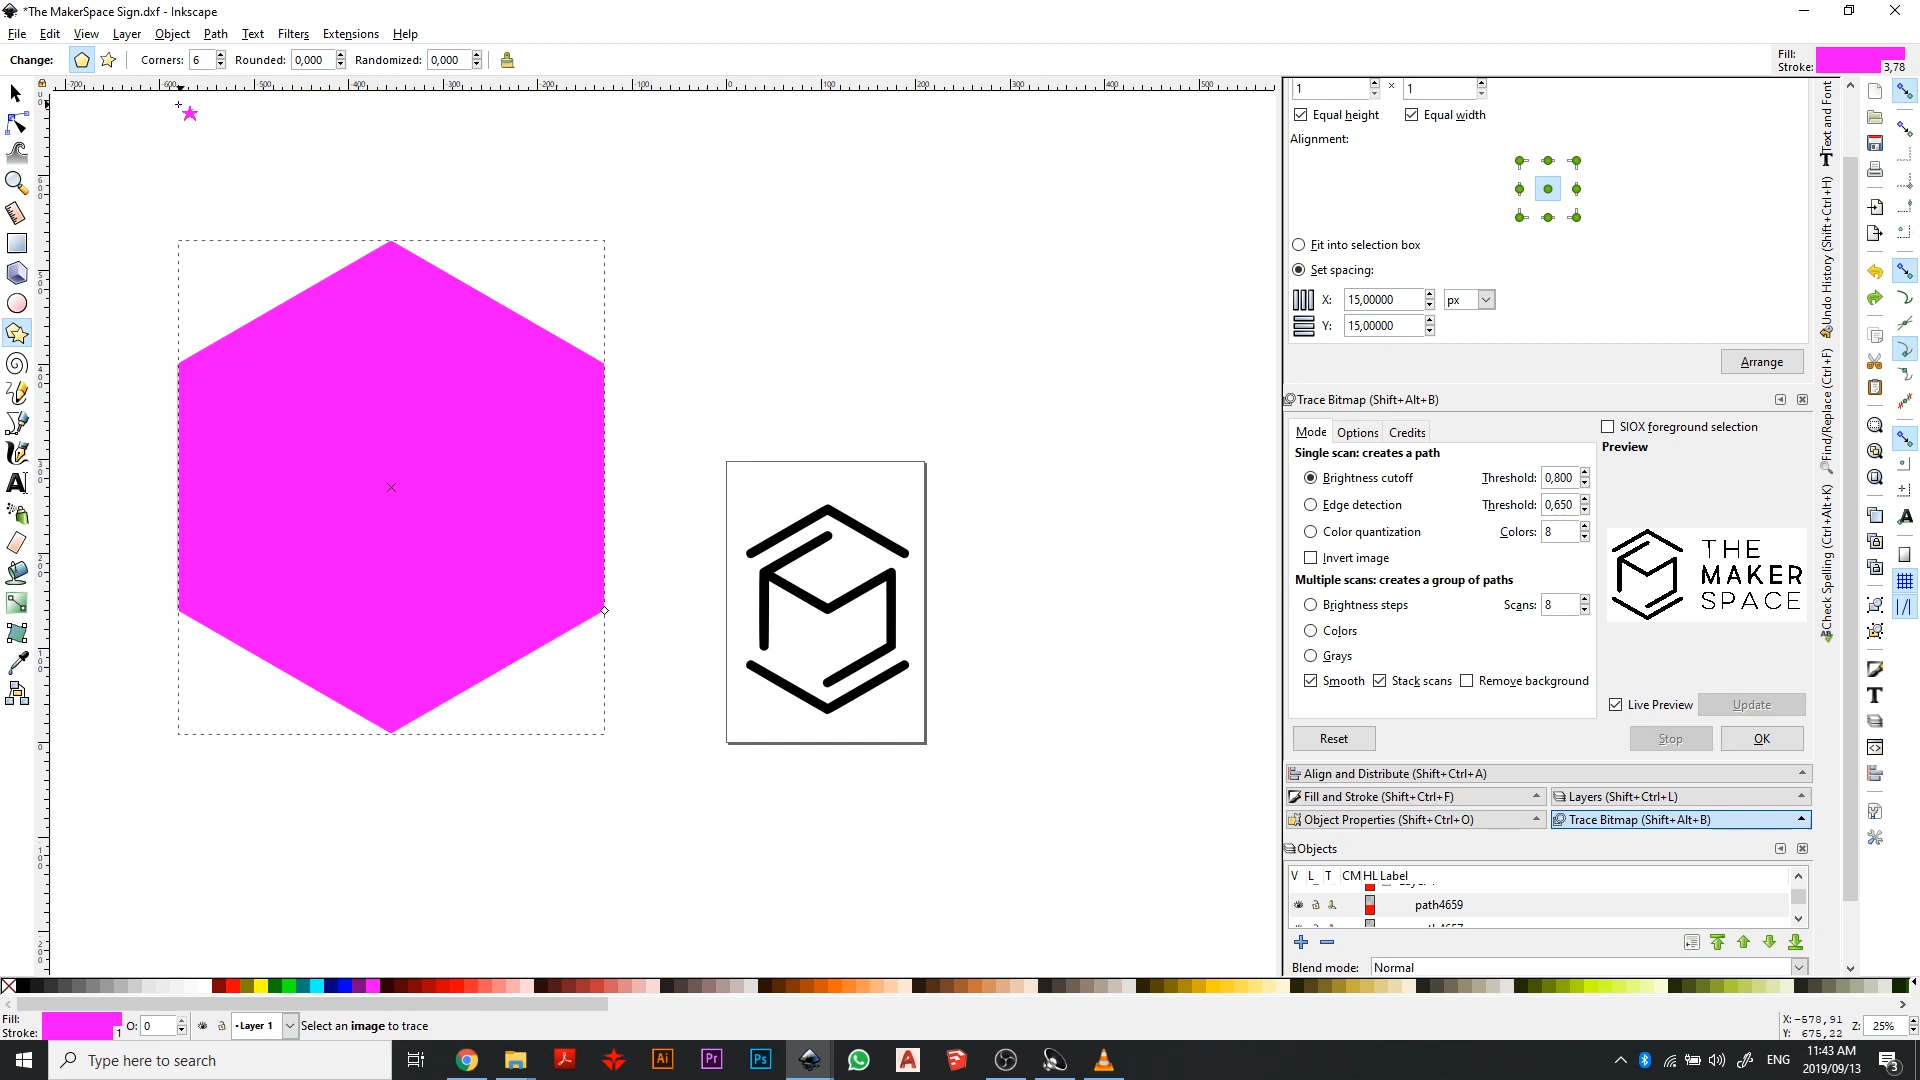 *The MakerSpace Sign.dxf - Inkscape
File Edit View Layer Object Path Text Filters Extensions Help
Change: Corners: 6 Rounded: 0,000 Randomized: 0,000
Fill:
Stroke: 3,78
1 × 1
Equal height Equal width
Alignment:
Fit into selection box
Set spacing:
X: 15,00000 px
Y: 15,00000
Arrange
Trace Bitmap (Shift+Alt+B)
Mode Options Credits
SIOX foreground selection
Single scan: creates a path
Preview
Brightness cutoff Threshold: 0,800
Edge detection Threshold: 0,650
Color quantization Colors: 8
Invert image
Multiple scans: creates a group of paths
Brightness steps Scans: 8
Colors
Grays
Smooth Stack scans Remove background
THE
MAKER
SPACE
Live Preview Update
Reset Stop OK
Align and Distribute (Shift+Ctrl+A)
Fill and Stroke (Shift+Ctrl+F) Layers (Shift+Ctrl+L)
Object Properties (Shift+Ctrl+O) Trace Bitmap (Shift+Alt+B)
Objects
V L T CM HL Label
path4659
Blend mode: Normal
Text and Font
Undo History (Shift+Ctrl+H)
Find/Replace (Ctrl+F)
Check Spelling (Ctrl+Alt+K)
Fill:
Stroke: 1 O: 0 Layer 1 Select an image to trace
X: -578,91
Y: 675,22
Z: 25%
Type here to search
ENG
11:43 AM
2019/09/13
3